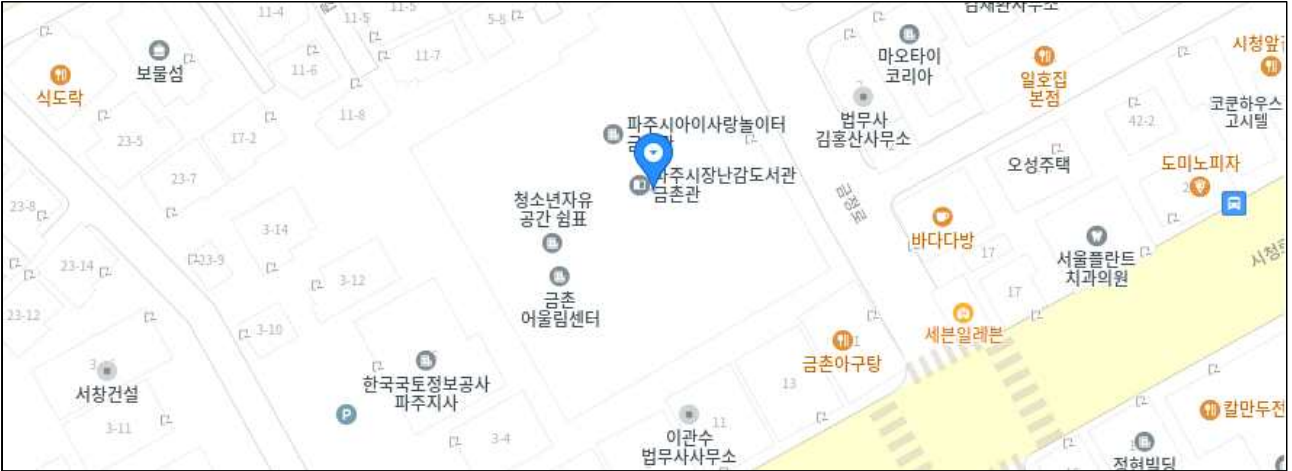 11-4
11-5
11-5
5-8
11-7
11-6
11-8
보물섬
식도락
23-5
17-2
23-7
23-8
3-14
23-14
23-9
3-12
23-12
3-10
서창건설
3-11
파주시아이사랑놀이터
파주시장난감도서관
금촌관
청소년자유
공간 쉼표
금촌
어울림센터
한국국토정보공사
파주지사
P
3-4
이관수
법무사사무소
11
13
금촌아구탕
금정로
마오타이
코리아
법무사
김홍산사무소
일호집
본점
42-2
코쿤하우스
고시텔
오성주택
도미노피자
바다다방
17
서울플란트
치과의원
17
세븐일레븐
칼만두전
정현빌딩